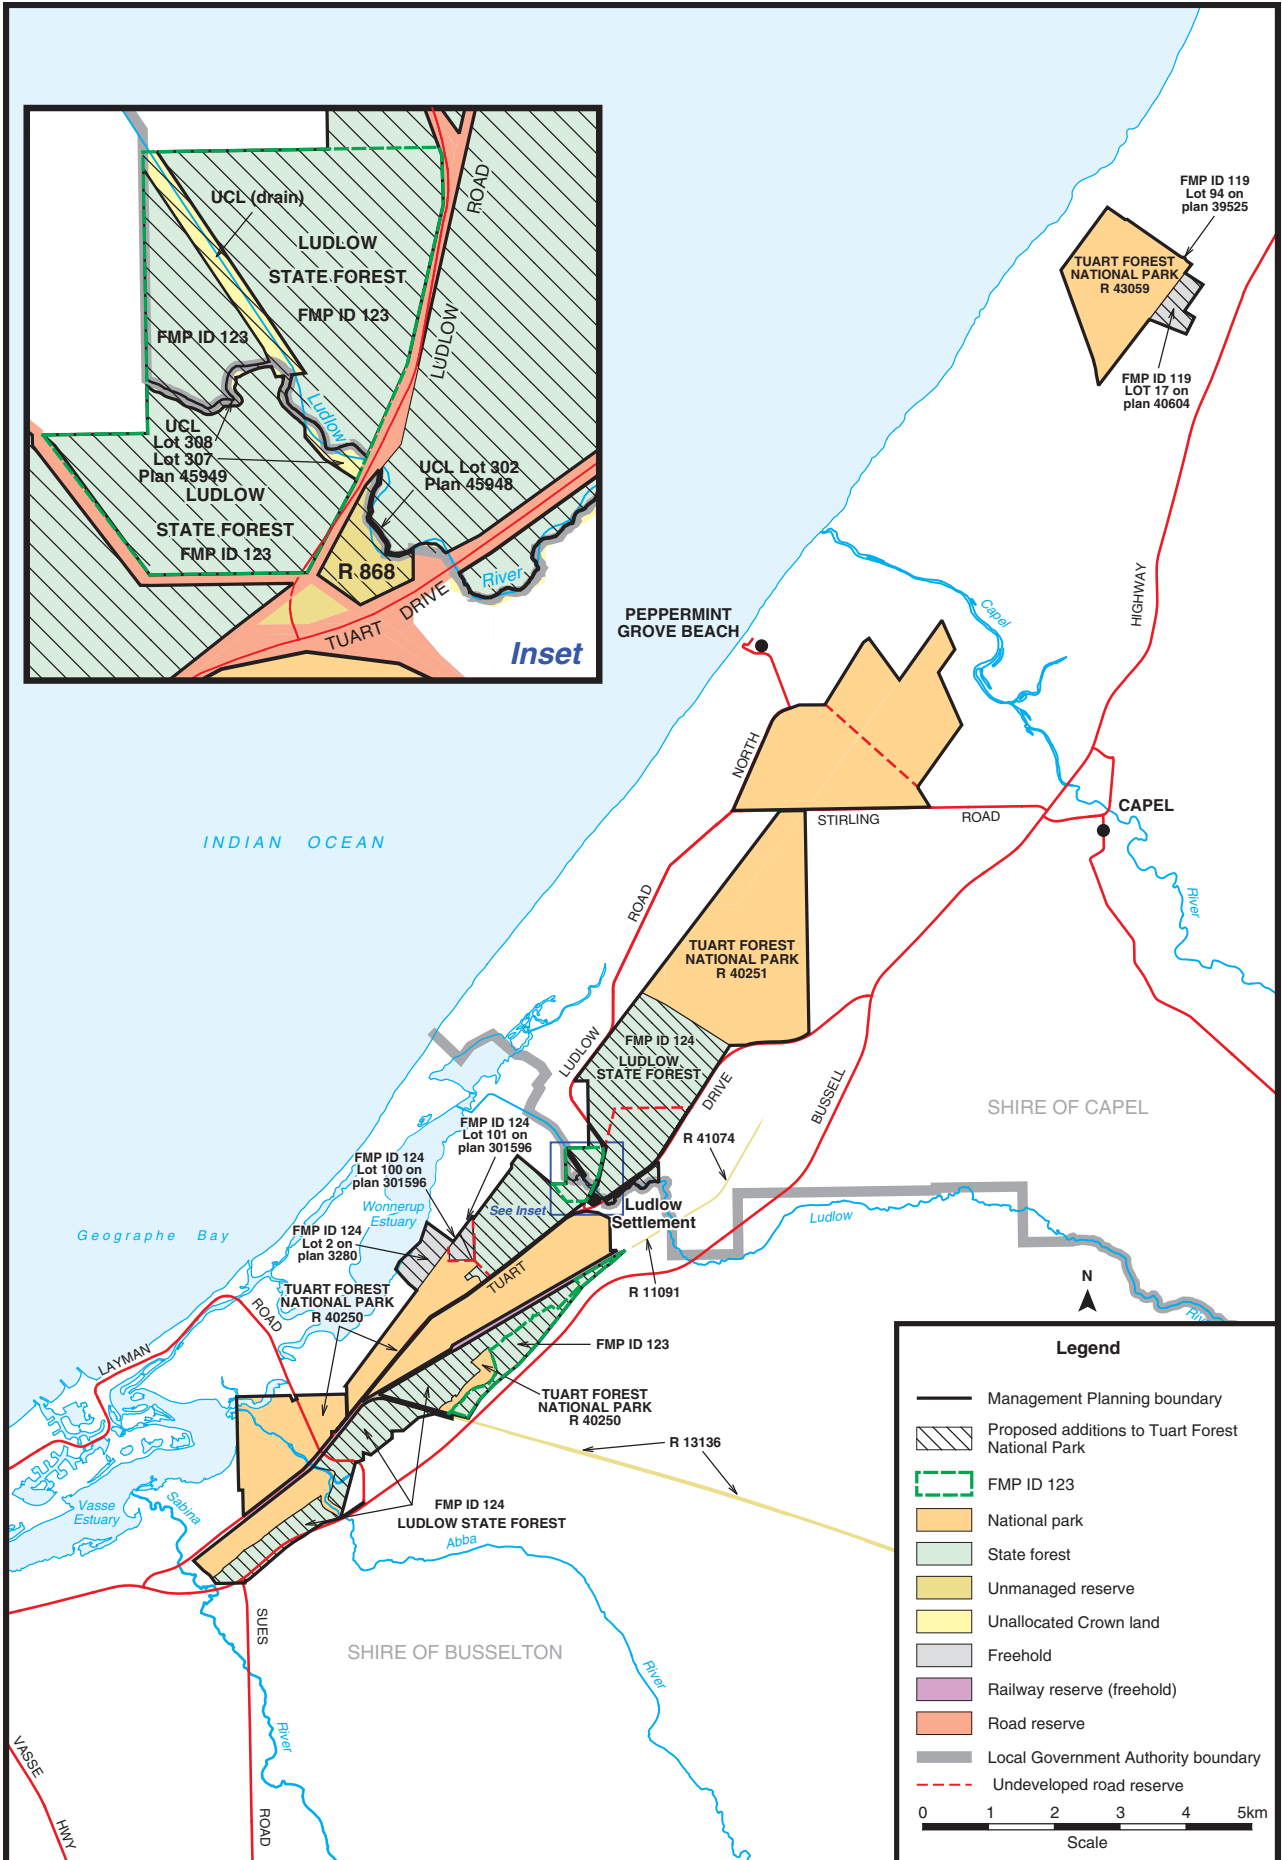 UCL (drain)
ROAD
LUDLOW
STATE FOREST
FMP ID 123
FMP ID 123
LUDLOW
Ludlow
UCL
Lot 308
Lot 307
Plan 45949
UCL Lot 302
Plan 45948
LUDLOW
STATE FOREST
FMP ID 123
R 868
River
TUART DRIVE
Inset
FMP ID 119
Lot 94 on
plan 39525
TUART FOREST
NATIONAL PARK
R 43059
FMP ID 119
LOT 17 on
plan 40604
HIGHWAY
Capel
PEPPERMINT
GROVE BEACH
NORTH
STIRLING
ROAD
CAPEL
INDIAN OCEAN
ROAD
River
TUART FOREST
NATIONAL PARK
R 40251
FMP ID 124
LUDLOW
STATE FOREST
LUDLOW
DRIVE
BUSSELL
SHIRE OF CAPEL
FMP ID 124
Lot 101 on
plan 301596
R 41074
FMP ID 124
Lot 100 on
plan 301596
Wonnerup
Estuary
See Inset
Ludlow
Settlement
Ludlow
Geographe Bay
FMP ID 124
Lot 2 on
plan 3280
TUART
R 11091
N
TUART FOREST
NATIONAL PARK
R 40250
ROAD
FMP ID 123
LAYMAN
TUART FOREST
NATIONAL PARK
R 40250
R 13136
Vasse
Estuary
Sabina
FMP ID 124
LUDLOW STATE FOREST
Abba
SUES
SHIRE OF BUSSELTON
River
River
VASSE
HWY
ROAD
Legend
Management Planning boundary
Proposed additions to Tuart Forest
National Park
FMP ID 123
National park
State forest
Unmanaged reserve
Unallocated Crown land
Freehold
Railway reserve (freehold)
Road reserve
Local Government Authority boundary
Undeveloped road reserve
0 1 2 3 4 5km
Scale